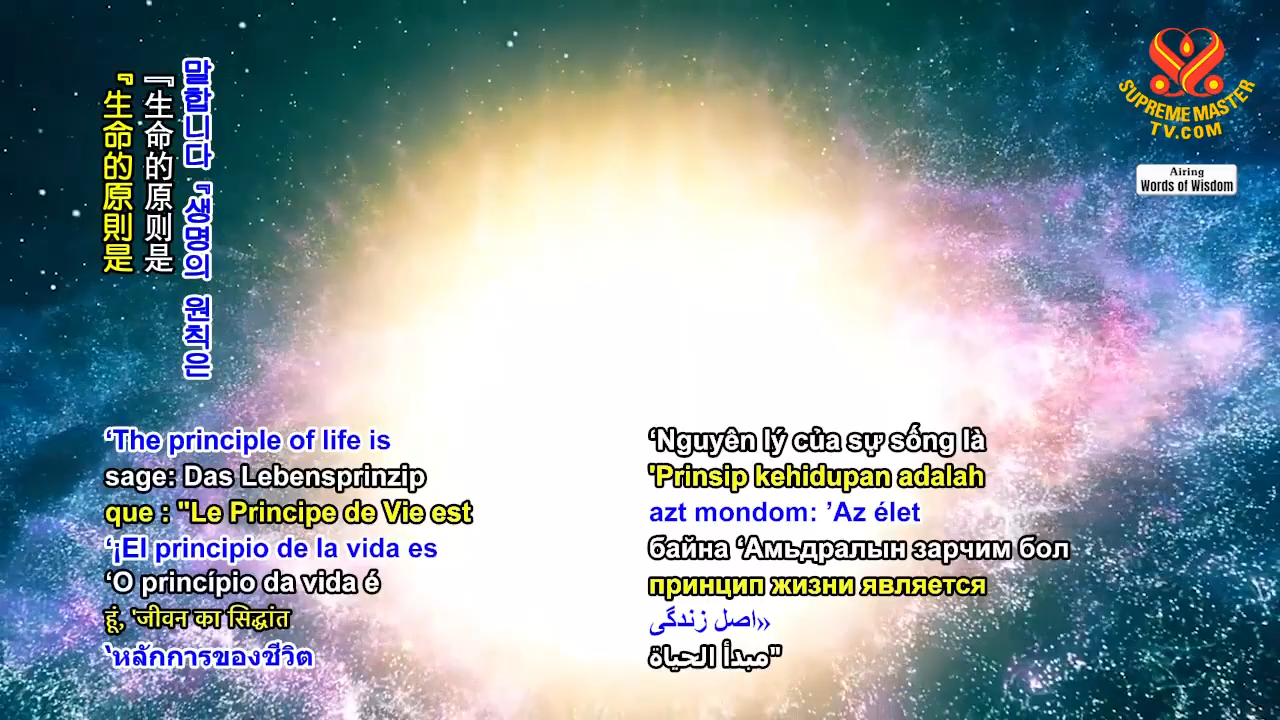 말합니다 『생명의 원칙은
『生命的原则是
『生命的原則是
SUPREME MASTER
TV.COM
Airing
Words of Wisdom
‘The principle of life is
sage: Das Lebensprinzip
que : "Le Principe de Vie est
‘¡El principio de la vida es
‘O princípio da vida é
हूं, 'जीवन का सिद्धांत
‘หลักการของชีวิต
‘Nguyên lý của sự sống là
'Prinsip kehidupan adalah
azt mondom: ’Az élet
байна ‘Амьдралын зарчим бол
принцип жизни является
«اصل زندگی
"مبدأ الحياة